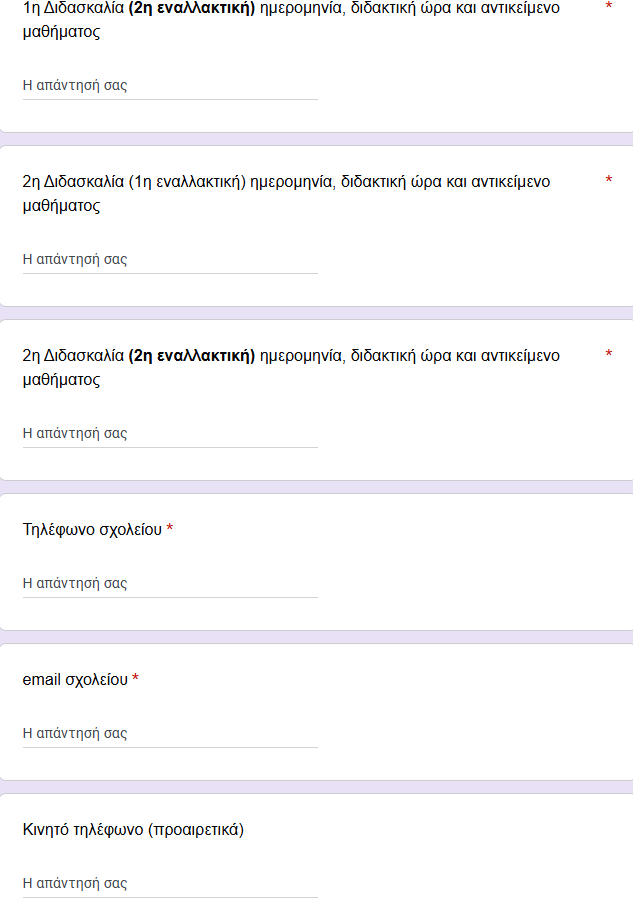 1η Διδασκαλία (2η εναλλακτική) ημερομηνία, διδακτική ώρα και αντικείμενο *
μαθήματος
Η απάντησή σας
2η Διδασκαλία (1η εναλλακτική) ημερομηνία, διδακτική ώρα και αντικείμενο *
μαθήματος
Η απάντησή σας
2η Διδασκαλία (2η εναλλακτική) ημερομηνία, διδακτική ώρα και αντικείμενο *
μαθήματος
Η απάντησή σας
Τηλέφωνο σχολείου *
Η απάντησή σας
email σχολείου *
Η απάντησή σας
Κινητό τηλέφωνο (προαιρετικά)
Η απάντησή σας